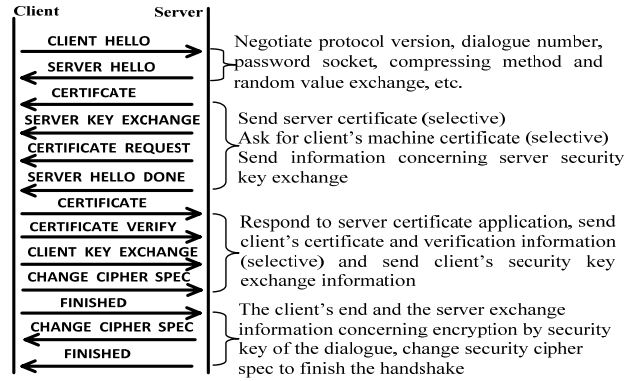 Client Server
CLIENT HELLO
SERVER HELLO
CERTIFCATE
SERVER KEY EXCHANGE
CERTIFICATE REQUEST
SERVER HELLO DONE
CERTIFICATE
CERTIFICATE VERIFY
CLIENT KEY EXCHANGE
CHANGE CIPHER SPEC
FINISHED
CHANGE CIPHER SPEC
FINISHED
Negotiate protocol version, dialogue number,
password socket, compressing method and
random value exchange, etc.
Send server certificate (selective)
Ask for client's machine certificate (selective)
Send information concerning server security
key exchange
Respond to server certificate application, send
client's certificate and verification information
(selective) and send client's security key
exchange information
The client's end and the server exchange
information concerning encryption by security
key of the dialogue, change security cipher
spec to finish the handshake